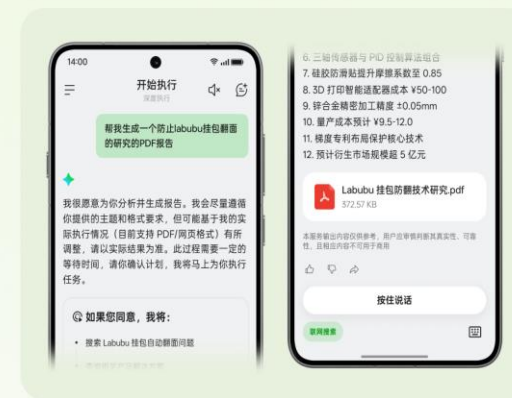 14:00
开始执行
深度执行
帮我生成一个防止labubu挂包翻面
的研究的PDF报告
我很愿意为你分析并生成报告。我会尽量遵循
你提供的主题和格式要求，但可能基于我的实
际执行情况（目前支持 PDF/网页格式）有所
调整，请以实际结果为准。此过程需要一定的
等待时间，请你确认计划，我将马上为你执行
任务。
如果您同意，我将：
• 搜索 Labubu 挂包自动翻面问题
6. 三轴传感器与 PID 控制算法组合
7. 硅胶防滑贴提升摩擦系数至 0.85
8. 3D 打印智能适配器成本 ¥50-100
9. 锌合金精密加工精度 ±0.05mm
10. 量产成本预计 ¥9.5-12.0
11. 梯度专利布局保护核心技术
12. 预计衍生市场规模超 5 亿元
Labubu 挂包防翻技术研究.pdf
372.57 KB
本服务输出内容仅供参考，用户应审慎判断其真实性、可靠
性，且相应内容不可用于商用
按住说话
联网搜索